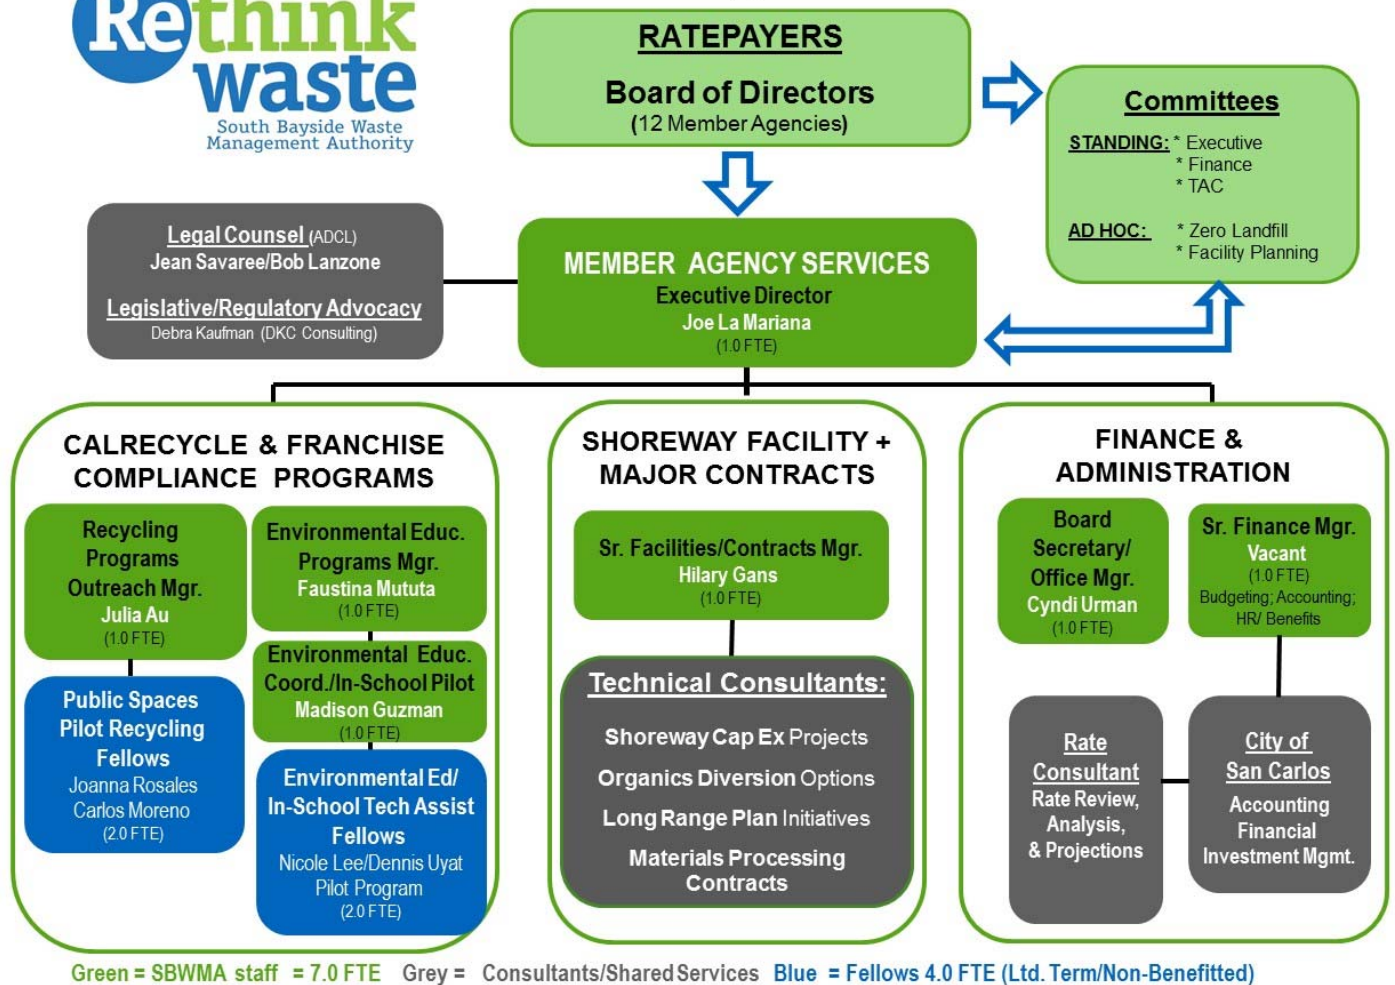 Rethink
waste
South Bayside Waste
Management Authority
RATEPAYERS
Board of Directors
(12 Member Agencies)
Committees
STANDING: * Executive
* Finance
* TAC
AD HOC: * Zero Landfill
* Facility Planning
Legal Counsel (ADCL)
Jean Savaree/Bob Lanzone
Legislative/Regulatory Advocacy
Debra Kaufman (DKC Consulting)
MEMBER AGENCY SERVICES
Executive Director
Joe La Mariana
(1.0 FTE)
CALRECYCLE & FRANCHISE
COMPLIANCE PROGRAMS
Recycling
Programs
Outreach Mgr.
Julia Au
(1.0 FTE)
Public Spaces
Pilot Recycling
Fellows
Joanna Rosales
Carlos Moreno
(2.0 FTE)
Environmental Educ.
Programs Mgr.
Faustina Mututa
(1.0 FTE)
Environmental Educ.
Coord./In-School Pilot
Madison Guzman
(1.0 FTE)
Environmental Ed/
In-School Tech Assist
Fellows
Nicole Lee/Dennis Uyat
Pilot Program
(2.0 FTE)
SHOREWAY FACILITY +
MAJOR CONTRACTS
Sr. Facilities/Contracts Mgr.
Hilary Gans
(1.0 FTE)
Technical Consultants:
Shoreway Cap Ex Projects
Organics Diversion Options
Long Range Plan Initiatives
Materials Processing
Contracts
FINANCE &
ADMINISTRATION
Board
Secretary/
Office Mgr.
Cyndi Urman
(1.0 FTE)
Sr. Finance Mgr.
Vacant
(1.0 FTE)
Budgeting; Accounting;
HR/ Benefits
Rate
Consultant
Rate Review,
Analysis,
& Projections
City of
San Carlos
Accounting
Financial
Investment Mgmt.
Green = SBWMA staff = 7.0 FTE Grey = Consultants/Shared Services Blue = Fellows 4.0 FTE (Ltd. Term/Non-Benefitted)